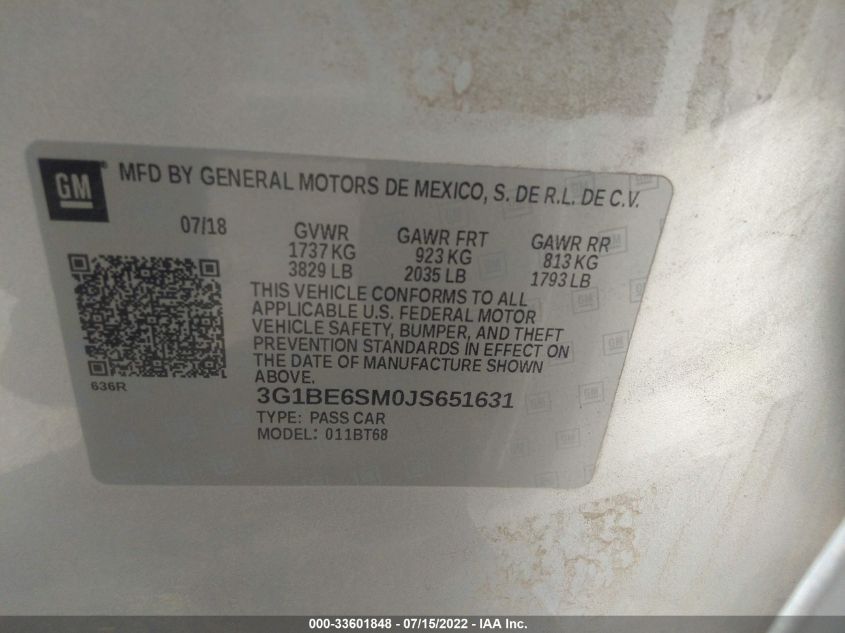 GM
MFD BY GENERAL MOTORS DE MEXICO, S. DE R.L. DE C.V.
07/18
GVWR
1737 KG
3829 LB
GAWR FRT
923 KG
2035 LB
GAWR RR
813 KG
1793 LB
THIS VEHICLE CONFORMS TO ALL
APPLICABLE U.S. FEDERAL MOTOR
VEHICLE SAFETY, BUMPER, AND THEFT
PREVENTION STANDARDS IN EFFECT ON
THE DATE OF MANUFACTURE SHOWN
ABOVE.
636R
3G1BE6SM0JS651631
TYPE: PASS CAR
MODEL: 011BT68
000-33601848 - 07/15/2022 - IAA Inc.